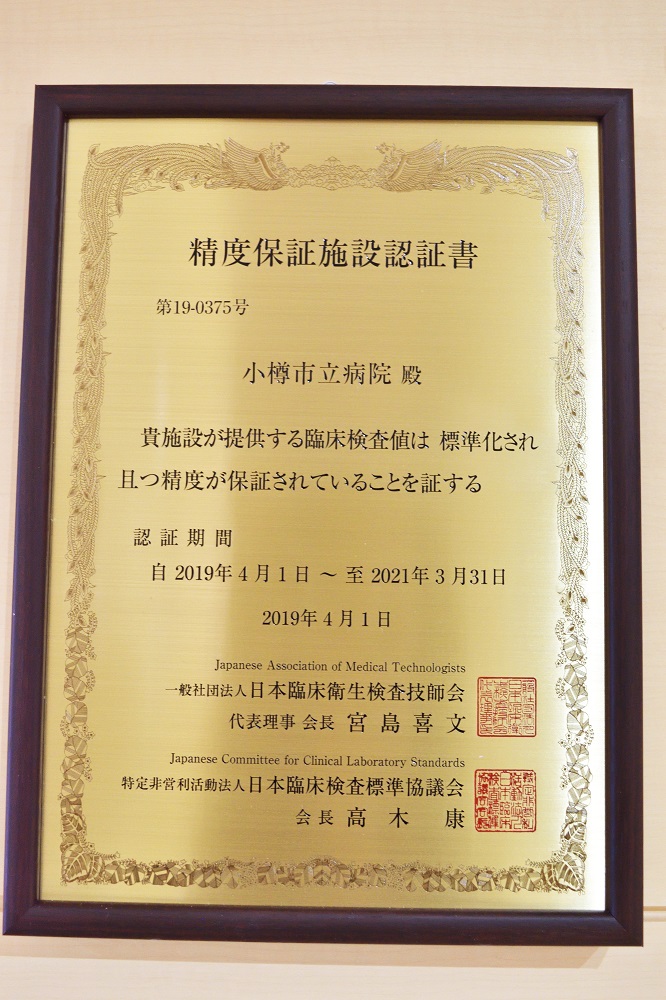 精度保証施設認証書
第19-0375号
小樽市立病院 殿
貴施設が提供する臨床検査値は 標準化され
且つ精度が保証されていることを証する
認証期間
自 2019年4月1日 ～ 至 2021年3月31日
2019年4月1日
Japanese Association of Medical Technologists
一般社団法人日本臨床衛生検査技師会
代表理事 会長 宮島喜文
Japanese Committee for Clinical Laboratory Standards
特定非営利活動法人日本臨床検査標準協議会
会長 高木 康